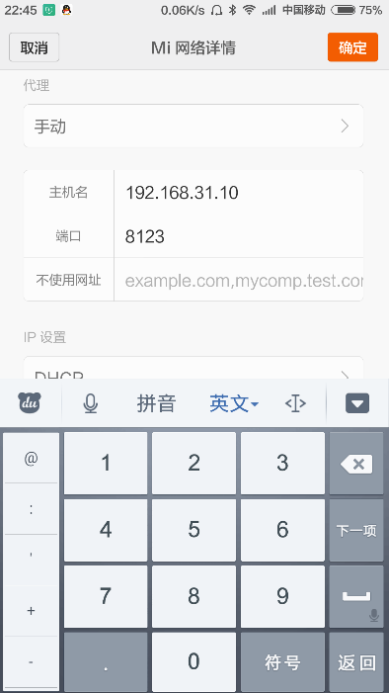 22:45 0.06K/s 中国移动 75%
取消 Mi 网络详情 确定
代理
手动
主机名 192.168.31.10
端口 8123
不使用网址 example.com,mycomp.test.con
IP 设置
DHCP
du 拼音 英文
@ 1 2 3
: 4 5 6 下一项
' 7 8 9
+
- . 0 符号 返回